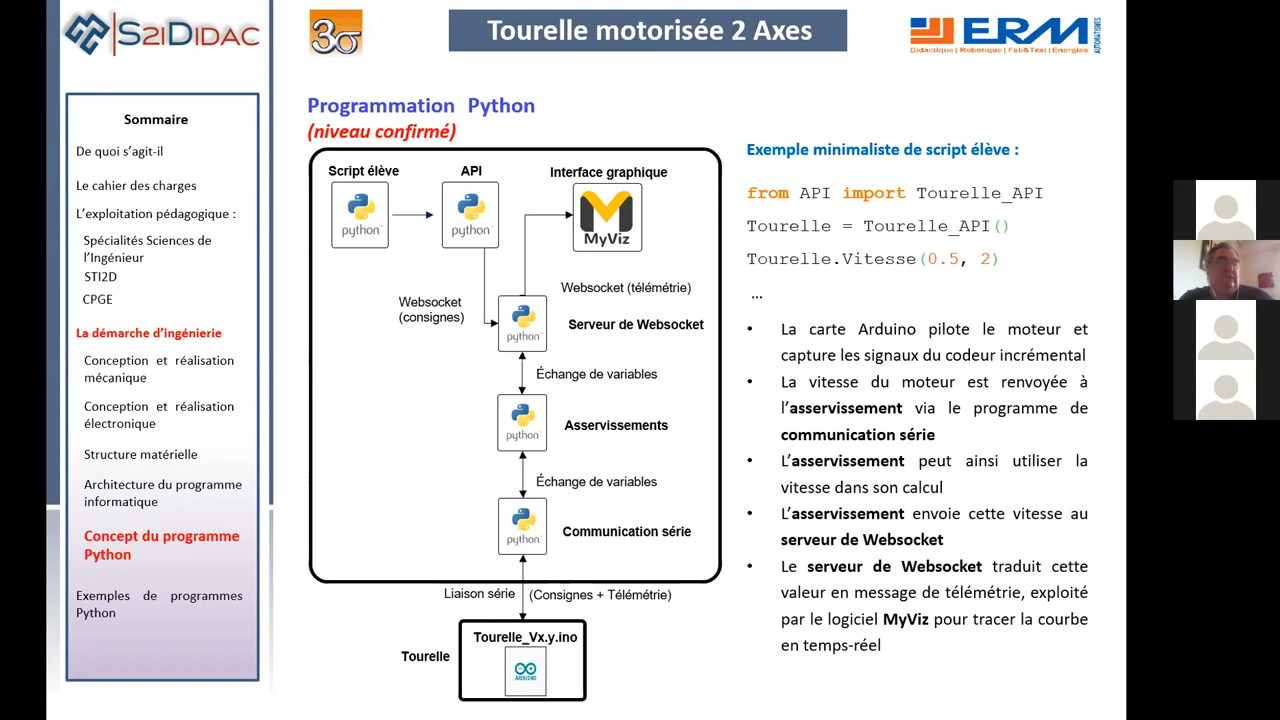 S2IDIDAC
3σ
Tourelle motorisée 2 Axes
ERM
AUTOMATISMES
Didactique | Robotique | Fab&Test | Energies
Sommaire
De quoi s’agit-il
Le cahier des charges
L’exploitation pédagogique :
Spécialités Sciences de
l’Ingénieur
STI2D
CPGE
La démarche d’ingénierie
Conception et réalisation
mécanique
Conception et réalisation
électronique
Structure matérielle
Architecture du programme
informatique
Concept du programme
Python
Exemples de programmes
Python
Programmation Python
(niveau confirmé)
Script élève
API
Interface graphique
python™
python™
MyViz
Websocket
(consignes)
Websocket (télémétrie)
python™
Serveur de Websocket
Échange de variables
python™
Asservissements
Échange de variables
python™
Communication série
Liaison série
(Consignes + Télémétrie)
Tourelle
Tourelle_Vx.y.ino
ARDUINO
Exemple minimaliste de script élève :
from API import Tourelle_API
Tourelle = Tourelle_API()
Tourelle.Vitesse(0.5, 2)
…
• La carte Arduino pilote le moteur et
capture les signaux du codeur incrémental
• La vitesse du moteur est renvoyée à
l’asservissement via le programme de
communication série
• L’asservissement peut ainsi utiliser la
vitesse dans son calcul
• L’asservissement envoie cette vitesse au
serveur de Websocket
• Le serveur de Websocket traduit cette
valeur en message de télémétrie, exploité
par le logiciel MyViz pour tracer la courbe
en temps-réel